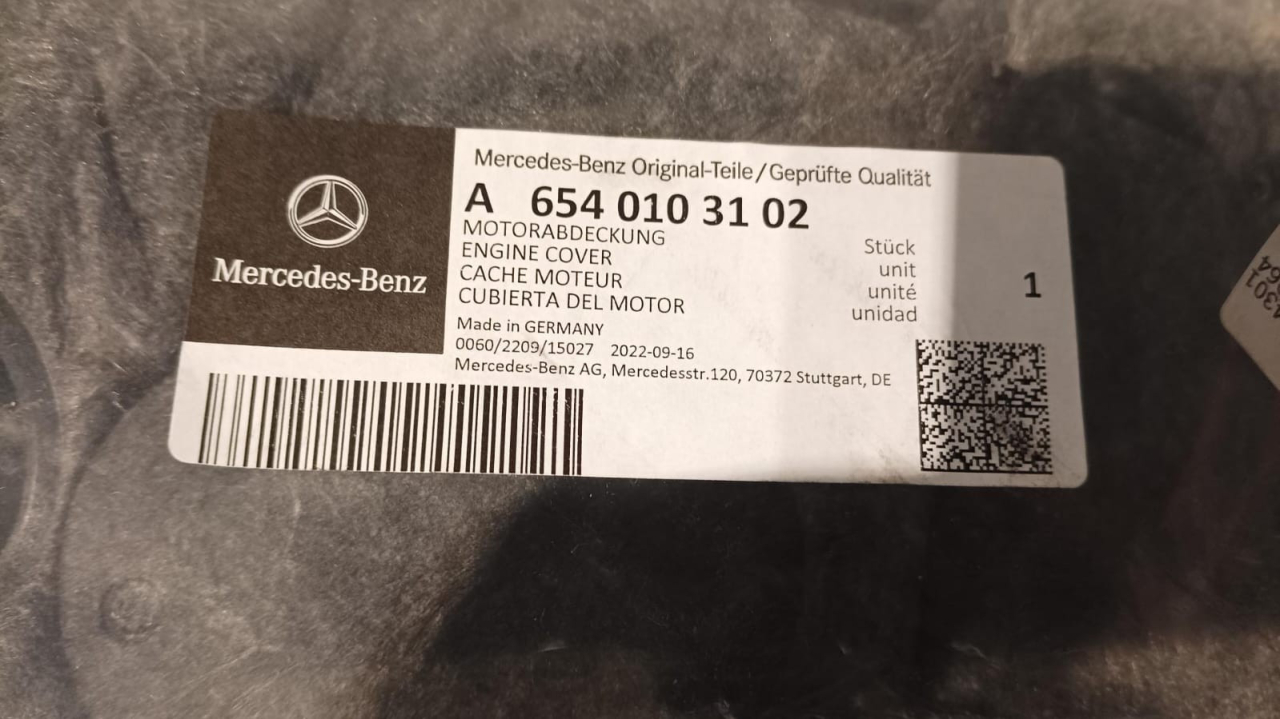 Mercedes-Benz
Mercedes-Benz Original-Teile/Geprüfte Qualität
A 654 010 31 02
MOTORABDECKUNG
ENGINE COVER
CACHE MOTEUR
CUBIERTA DEL MOTOR
Stück
unit
unité
unidad
1
Made in GERMANY
0060/2209/15027 2022-09-16
Mercedes-Benz AG, Mercedesstr.120, 70372 Stuttgart, DE